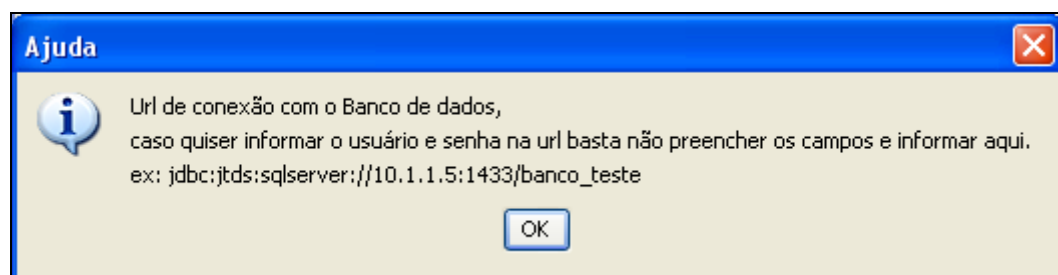 Ajuda
Url de conexão com o Banco de dados,
caso quiser informar o usuário e senha na url basta não preencher os campos e informar aqui.
ex: jdbc:jtds:sqlserver://10.1.1.5:1433/banco_teste
OK